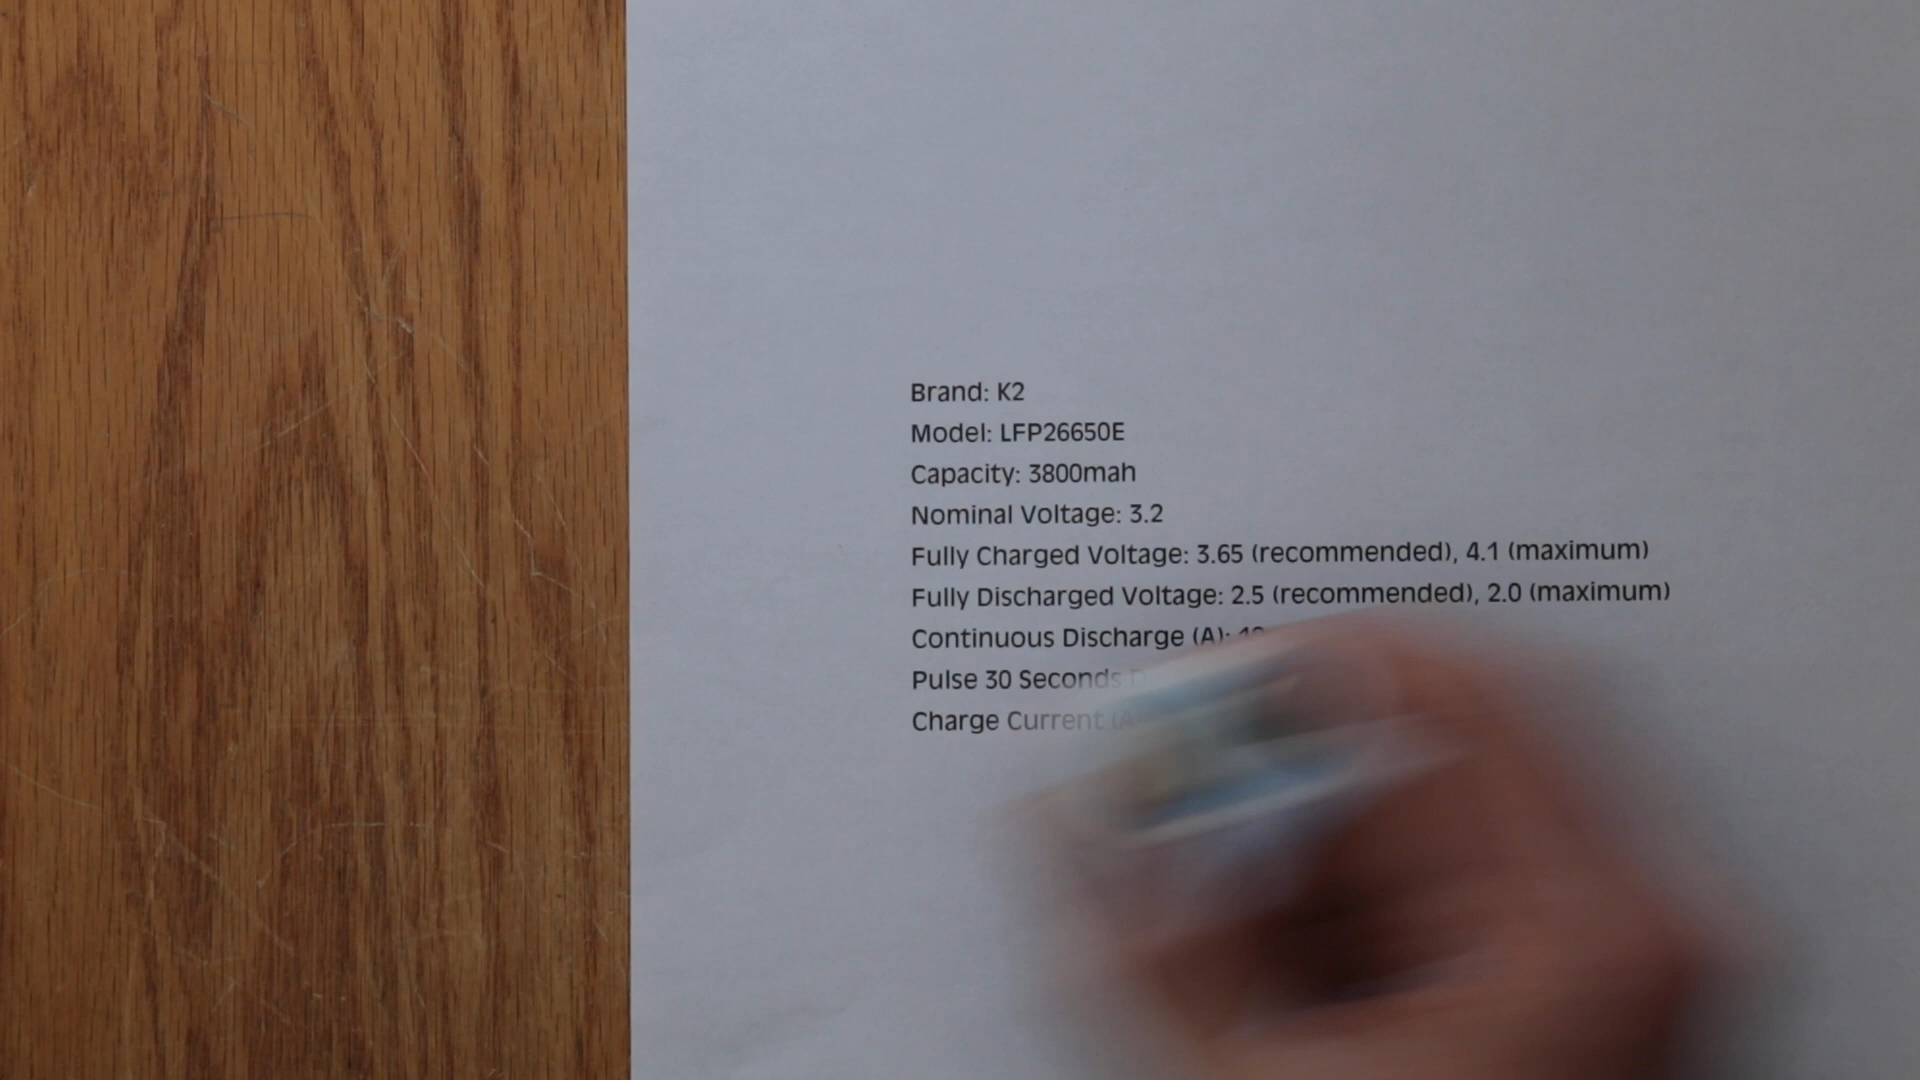 Brand: K2
Model: LFP26650E
Capacity: 3800mah
Nominal Voltage: 3.2
Fully Charged Voltage: 3.65 (recommended), 4.1 (maximum)
Fully Discharged Voltage: 2.5 (recommended), 2.0 (maximum)
Continuous Discharge (A):
Pulse 30 Seconds
Charge Current